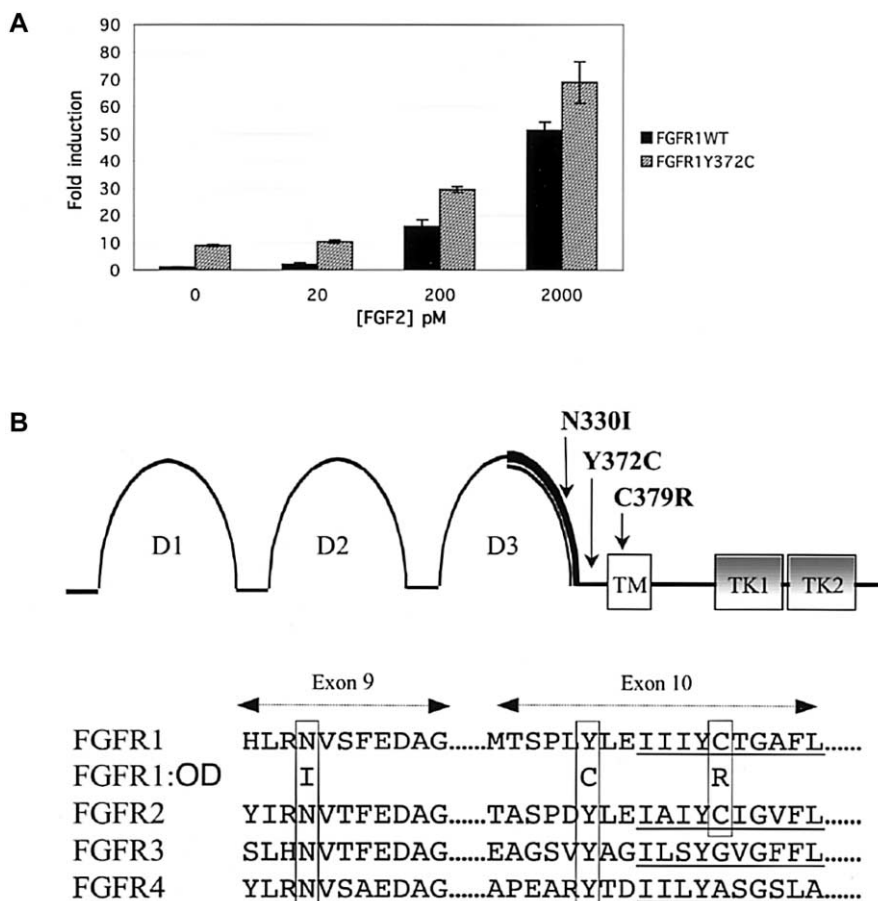 A
90
80
70
60
50
40
30
20
10
0
Fold induction
0 20 200 2000
[FGF2] pM
FGFR1WT
FGFR1Y372C
B
N330I
Y372C
C379R
D1 D2 D3 TM TK1 TK2
Exon 9 Exon 10
FGFR1 HLRNVSFEDAG......MTSPLYLEIIIYCTGAFL......
FGFR1:OD I C R
FGFR2 YIRNVTFEDAG......TASPDYLEIAIYCIGVFL......
FGFR3 SLHNVTFEDAG......EAGSVYAGILSYGVGFFL......
FGFR4 YLRNVSAEDAG......APEARYTDIILYASGSLA......